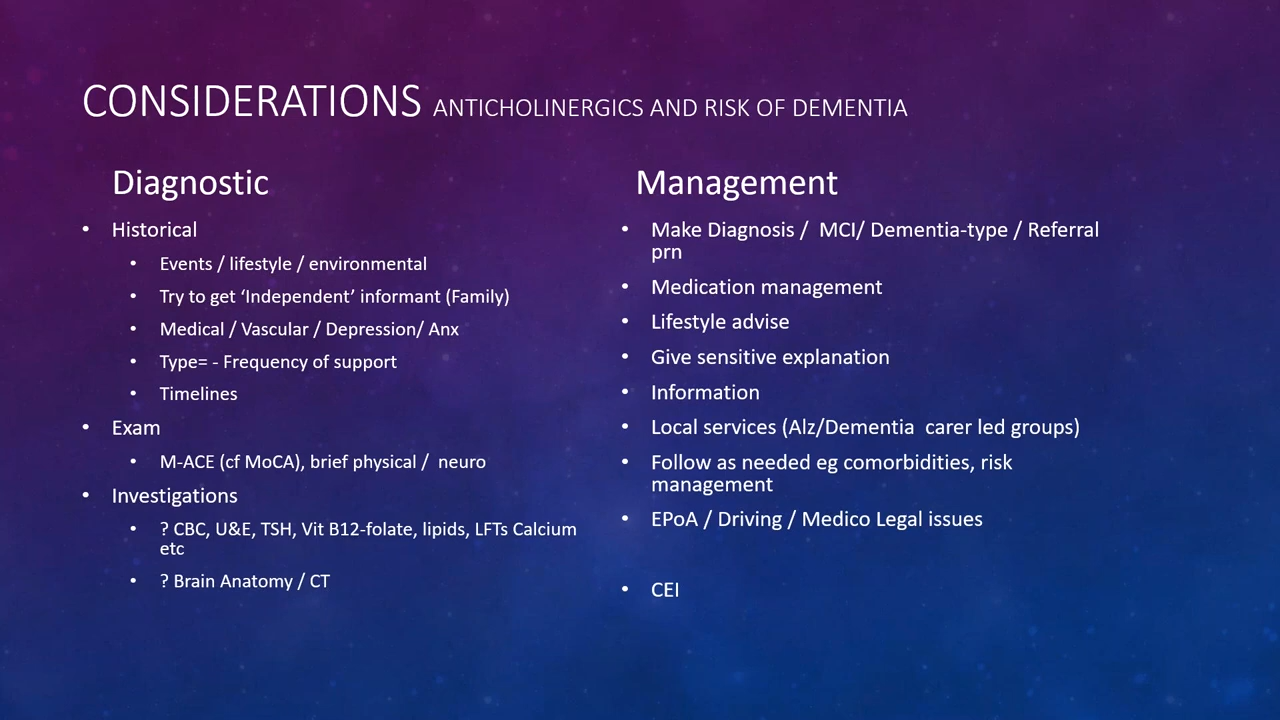 CONSIDERATIONS ANTICHOLINERGICS AND RISK OF DEMENTIA
Diagnostic
• Historical
• Events / lifestyle / environmental
• Try to get ‘Independent’ informant (Family)
• Medical / Vascular / Depression/ Anx
• Type= - Frequency of support
• Timelines
• Exam
• M-ACE (cf MoCA), brief physical / neuro
• Investigations
• ? CBC, U&E, TSH, Vit B12-folate, lipids, LFTs Calcium
etc
• ? Brain Anatomy / CT
Management
• Make Diagnosis / MCI/ Dementia-type / Referral
prn
• Medication management
• Lifestyle advise
• Give sensitive explanation
• Information
• Local services (Alz/Dementia carer led groups)
• Follow as needed eg comorbidities, risk
management
• EPoA / Driving / Medico Legal issues
• CEI